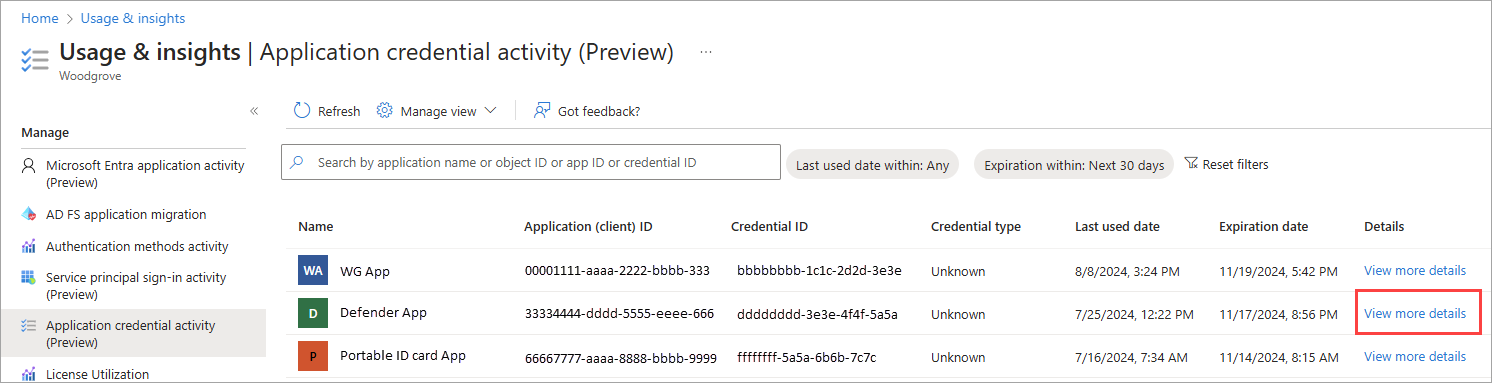 Home > Usage & insights
Usage & insights | Application credential activity (Preview) ...
Woodgrove
«
Manage
Microsoft Entra application activity
(Preview)
AD FS application migration
Authentication methods activity
Service principal sign-in activity
(Preview)
Application credential activity
(Preview)
License Utilization
Refresh Manage view Got feedback?
Search by application name or object ID or app ID or credential ID Last used date within: Any Expiration within: Next 30 days Reset filters
Name Application (client) ID Credential ID Credential type Last used date Expiration date Details
WA WG App 00001111-aaaa-2222-bbbb-333 bbbbbbbb-1c1c-2d2d-3e3e Unknown 8/8/2024, 3:24 PM 11/19/2024, 5:42 PM View more details
D Defender App 33334444-dddd-5555-eeee-666 dddddddd-3e3e-4f4f-5a5a Unknown 7/25/2024, 12:22 PM 11/17/2024, 8:56 PM View more details
P Portable ID card App 66667777-aaaa-8888-bbbb-9999 ffffffff-5a5a-6b6b-7c7c Unknown 7/16/2024, 7:34 AM 11/14/2024, 8:15 AM View more details